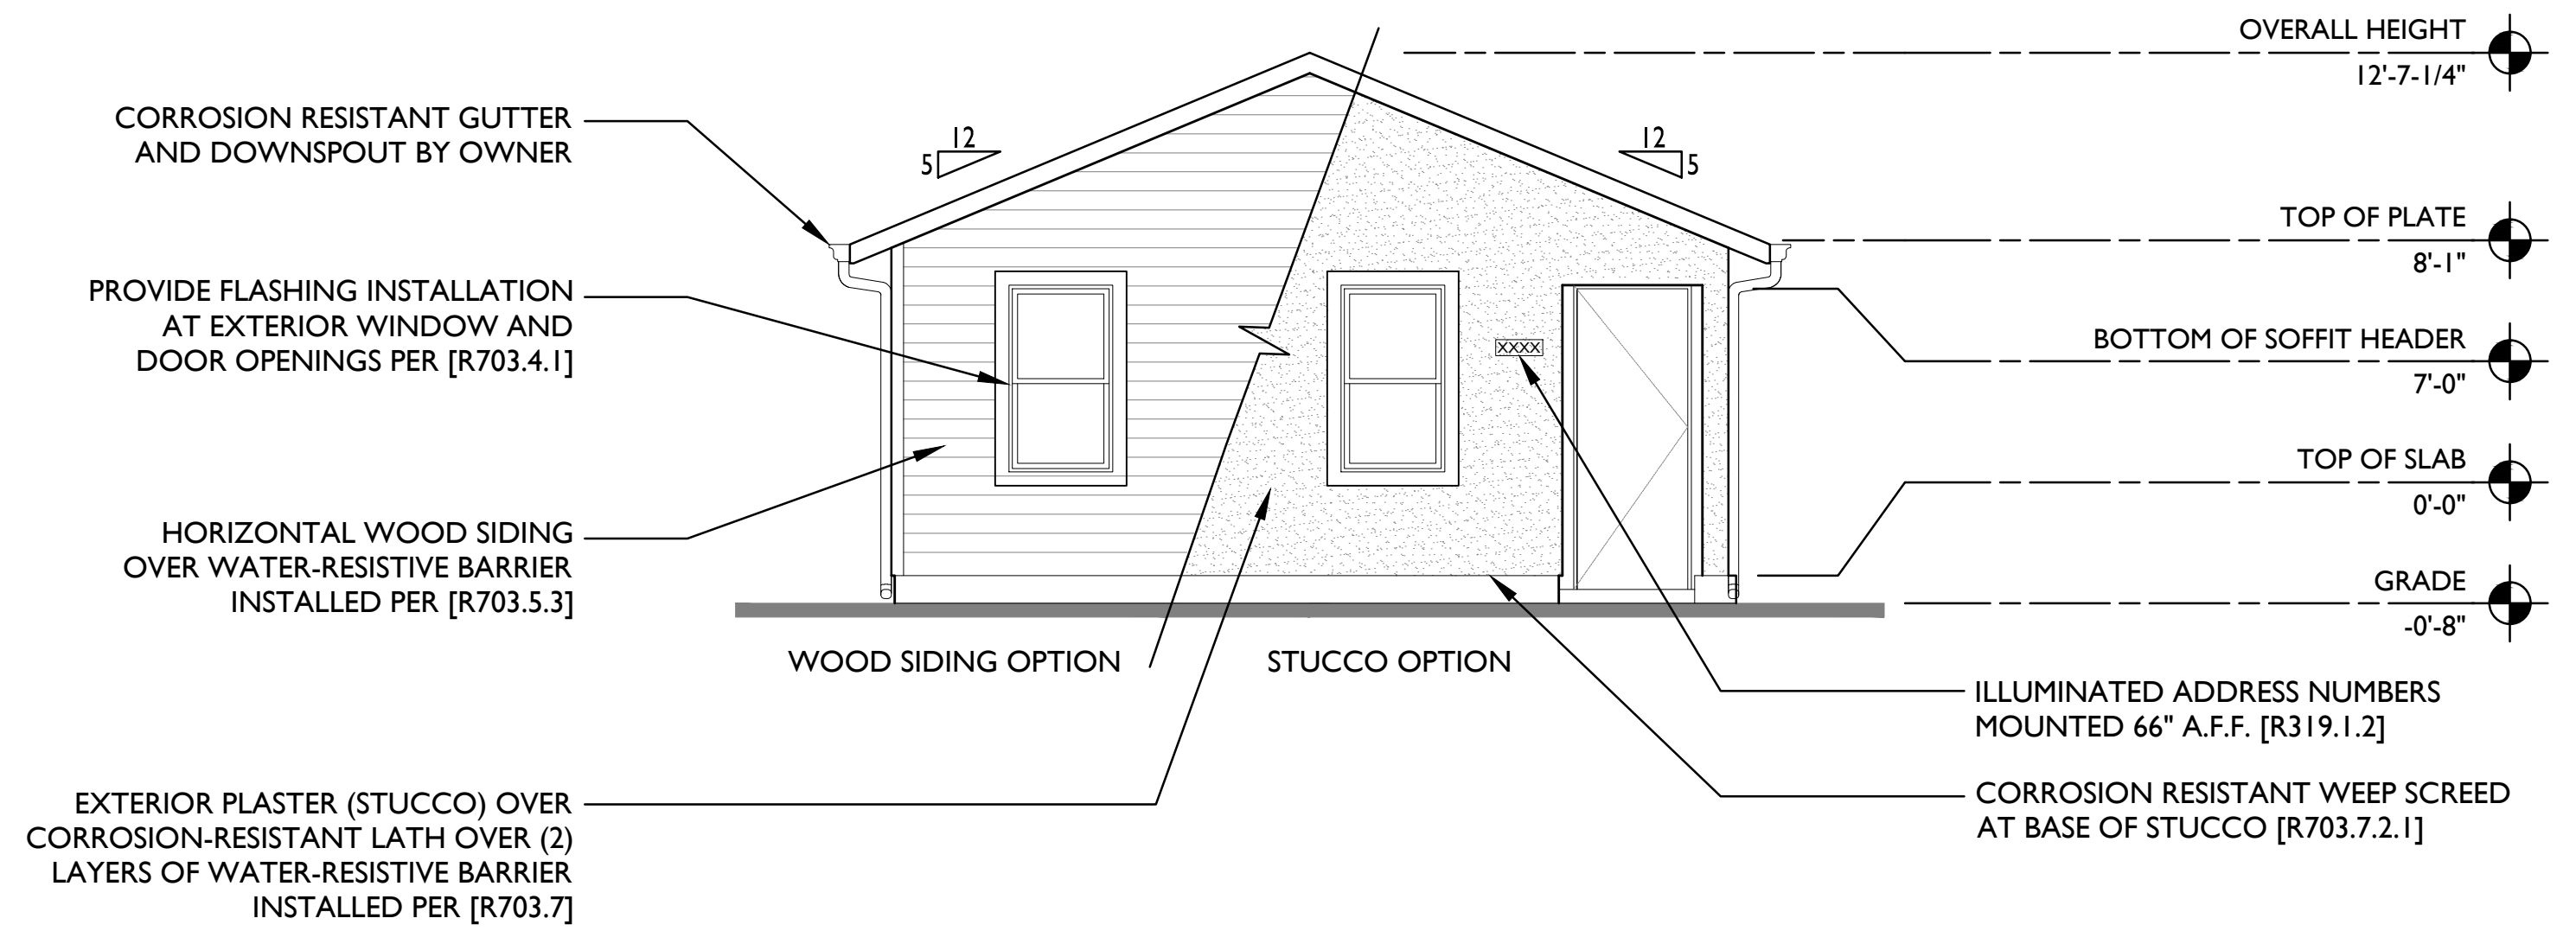 OVERALL HEIGHT
12'-7-1/4"
CORROSION RESISTANT GUTTER
AND DOWNSPOUT BY OWNER
12
5
12
5
TOP OF PLATE
8'-1"
PROVIDE FLASHING INSTALLATION
AT EXTERIOR WINDOW AND
DOOR OPENINGS PER [R703.4.1]
XXXX
BOTTOM OF SOFFIT HEADER
7'-0"
TOP OF SLAB
0'-0"
HORIZONTAL WOOD SIDING
OVER WATER-RESISTIVE BARRIER
INSTALLED PER [R703.5.3]
GRADE
-0'-8"
WOOD SIDING OPTION
STUCCO OPTION
ILLUMINATED ADDRESS NUMBERS
MOUNTED 66" A.F.F. [R319.1.2]
EXTERIOR PLASTER (STUCCO) OVER
CORROSION-RESISTANT LATH OVER (2)
LAYERS OF WATER-RESISTIVE BARRIER
INSTALLED PER [R703.7]
CORROSION RESISTANT WEEP SCREED
AT BASE OF STUCCO [R703.7.2.1]